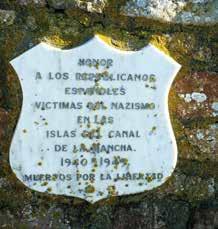 HONOR
A LOS REPUBLICANOS
ESPAÑOLES
VICTIMAS DEL NAZISMO
EN LAS
ISLAS DEL CANAL
DE LA MANCHA.
1940 - 1945
MUERTOS POR LA LIBERTAD